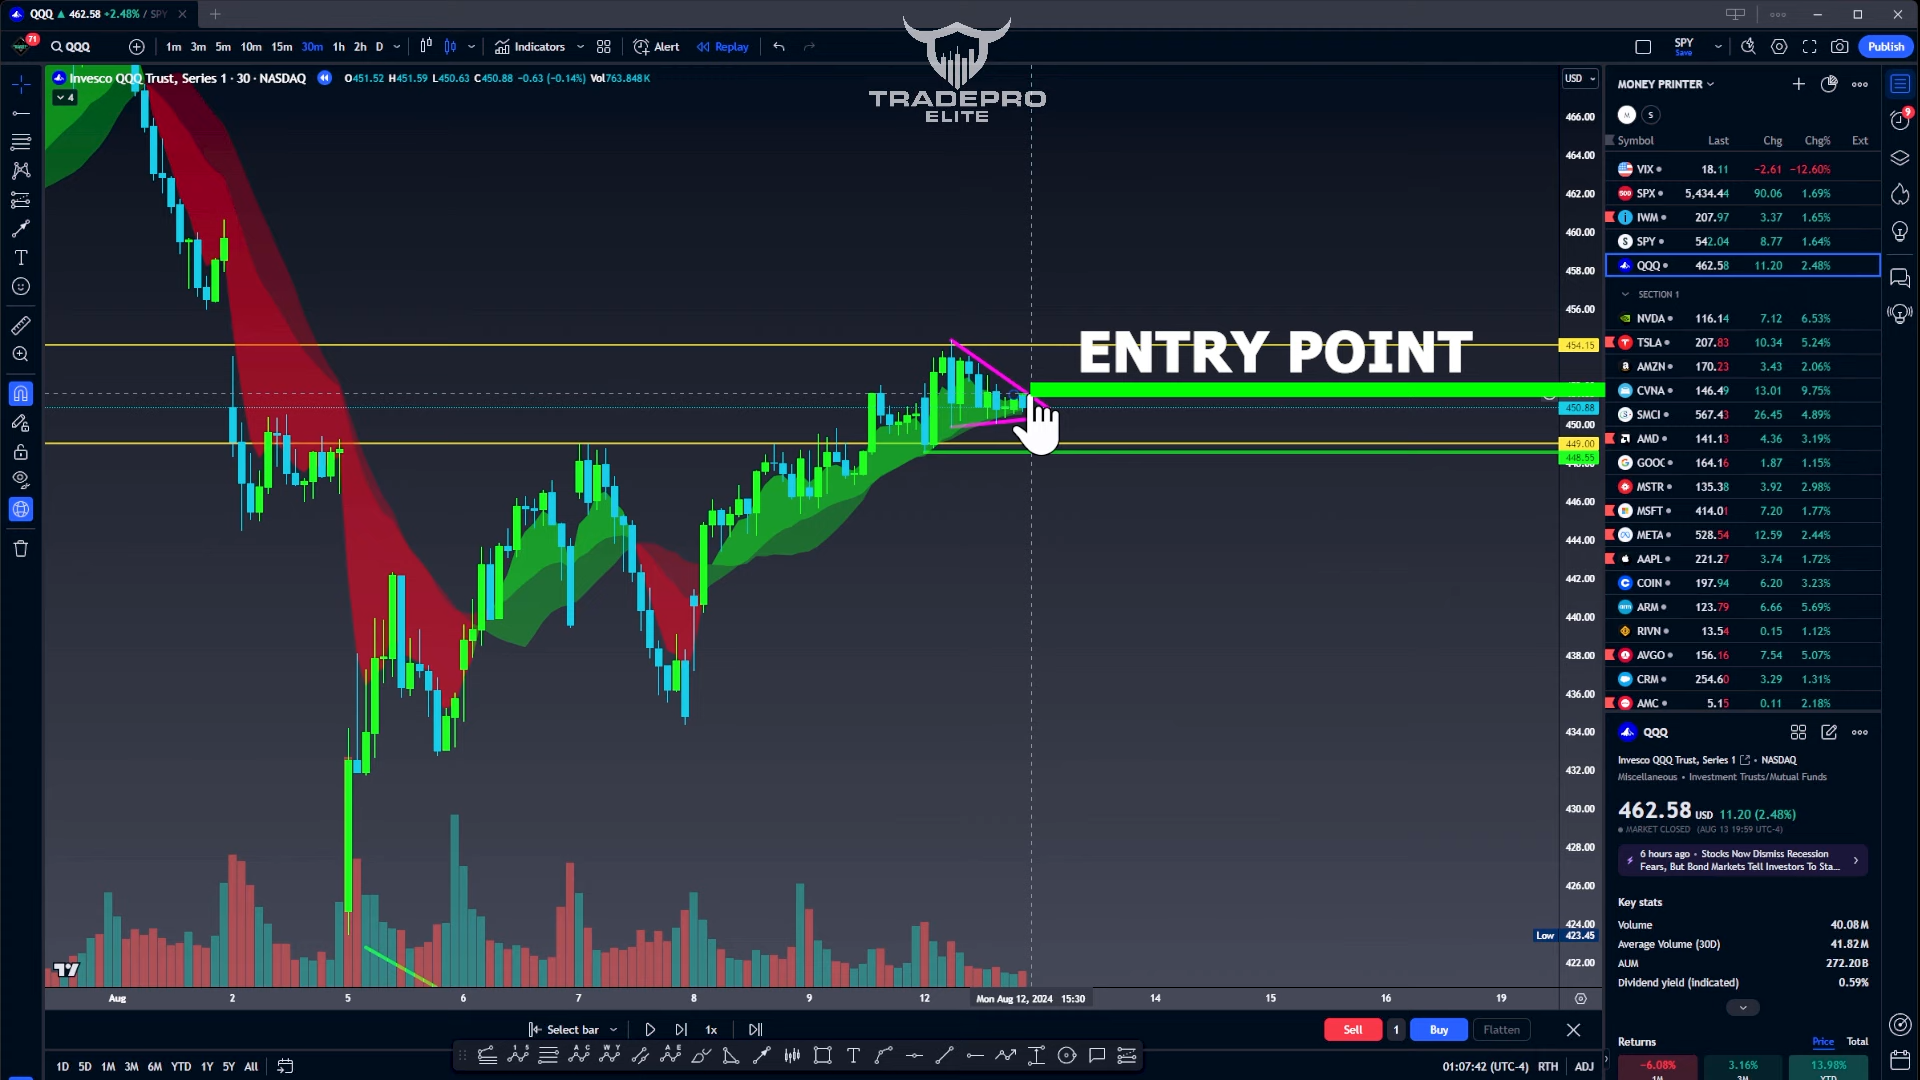 QQQ ▲ 462.58 +2.48% / SPY
71
QQQ
1m 3m 5m 10m 15m 30m 1h 2h D
Indicators
Alert
Replay
SPY
Save
Publish
Invesco QQQ Trust, Series 1 · 30 · NASDAQ
O451.52 H451.59 L450.63 C450.88 −0.63 (−0.14%) Vol763.848K
4
TRADEPRO
ELITE
USD
466.00
464.00
462.00
460.00
458.00
456.00
454.15
450.88
450.00
449.00
448.55
446.00
444.00
442.00
440.00
438.00
436.00
434.00
432.00
430.00
428.00
426.00
424.00
Low 423.45
422.00
ENTRY POINT
Aug 2 5 6 7 8 9 12 Mon Aug 12, 2024 15:30 14 15 16 19
Select bar
1x
Sell 1 Buy Flatten
1D 5D 1M 3M 6M YTD 1Y 5Y All
01:07:42 (UTC-4) RTH ADJ
MONEY PRINTER
M S
Symbol Last Chg Chg% Ext
VIX 18.11 −2.61 −12.60%
SPX 5,434.44 90.06 1.69%
IWM 207.97 3.37 1.65%
SPY 542.04 8.77 1.64%
QQQ 462.58 11.20 2.48%
SECTION 1
NVDA 116.14 7.12 6.53%
TSLA 207.83 10.34 5.24%
AMZN 170.23 3.43 2.06%
CVNA 146.49 13.01 9.75%
SMCI 567.43 26.45 4.89%
AMD 141.13 4.36 3.19%
GOOG 164.16 1.87 1.15%
MSTR 135.38 3.92 2.98%
MSFT 414.01 7.20 1.77%
META 528.54 12.59 2.44%
AAPL 221.27 3.74 1.72%
COIN 197.94 6.20 3.23%
ARM 123.79 6.66 5.69%
RIVN 13.54 0.15 1.12%
AVGO 156.16 7.54 5.07%
CRM 254.60 3.29 1.31%
AMC 5.15 0.11 2.18%
QQQ
Invesco QQQ Trust, Series 1 • NASDAQ
Miscellaneous • Investment Trusts/Mutual Funds
462.58 USD 11.20 (2.48%)
MARKET CLOSED (AUG 13 19:59 UTC-4)
6 hours ago • Stocks Now Dismiss Recession
Fears, But Bond Markets Tell Investors To Sta...
Key stats
Volume 40.08M
Average Volume (30D) 41.82M
AUM 272.20B
Dividend yield (indicated) 0.59%
Returns Price Total
−6.08% 3.16% 13.98%
1M 3M YTD
9